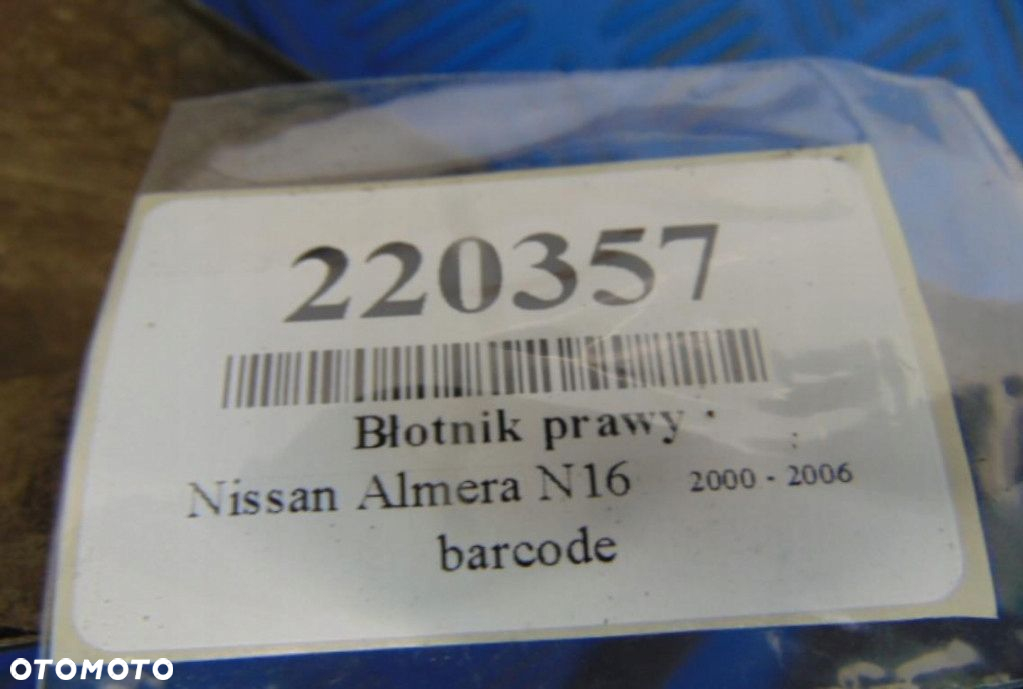 220357
Błotnik prawy
Nissan Almera N16 2000 - 2006
barcode
OTOMOTO